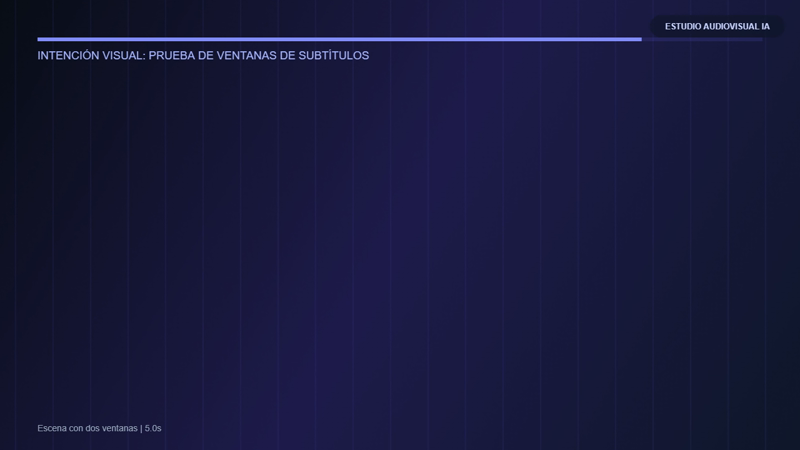 ESTUDIO AUDIOVISUAL IA
INTENCIÓN VISUAL: PRUEBA DE VENTANAS DE SUBTÍTULOS
Escena con dos ventanas | 5.0s